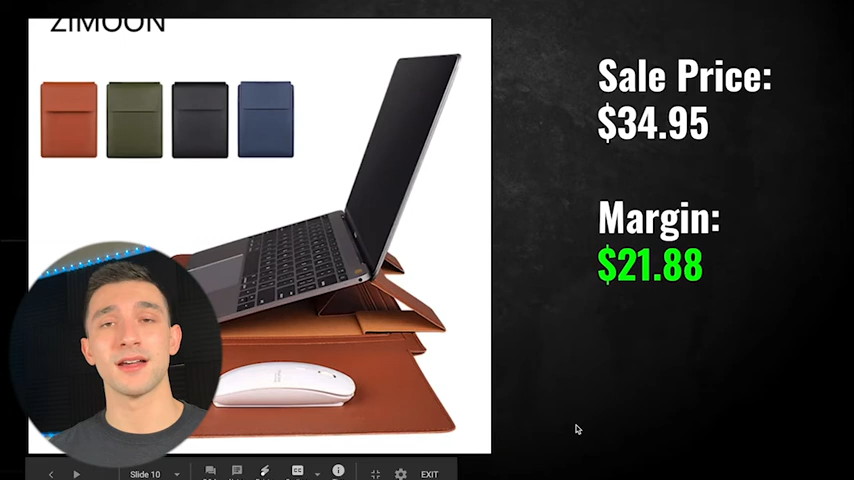 ZIMOON
Sale Price:
$34.95
Margin:
$21.88
Slide 10
EXIT